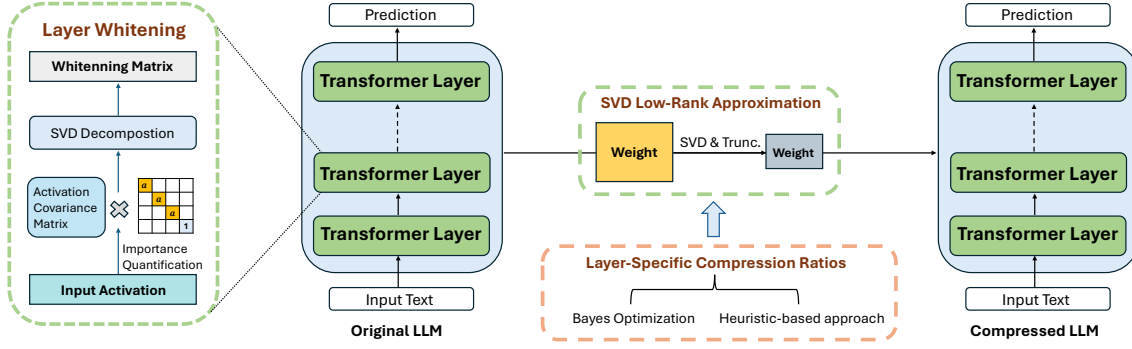 Layer Whitening
Whitenning Matrix
SVD Decompostion
Activation
Covariance
Matrix
a
a
a
1
Importance
Quantification
Input Activation
Prediction
Transformer Layer
Transformer Layer
Transformer Layer
Input Text
Original LLM
SVD Low-Rank Approximation
Weight
SVD & Trunc.
Weight
Layer-Specific Compression Ratios
Bayes Optimization
Heuristic-based approach
Prediction
Transformer Layer
Transformer Layer
Transformer Layer
Input Text
Compressed LLM